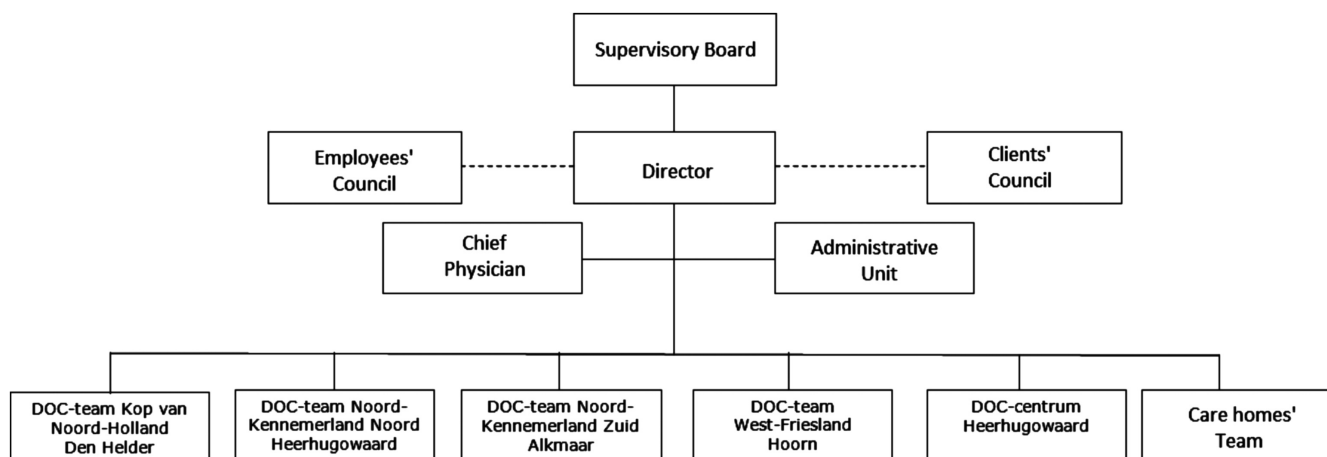 Supervisory Board
Employees'
Council
Director
Clients'
Council
Chief
Physician
Administrative
Unit
DOC-team Kop van
Noord-Holland
Den Helder
DOC-team Noord-
Kennemerland Noord
Heerhugowaard
DOC-team Noord-
Kennemerland Zuid
Alkmaar
DOC-team
West-Friesland
Hoorn
DOC-centrum
Heerhugowaard
Care homes'
Team